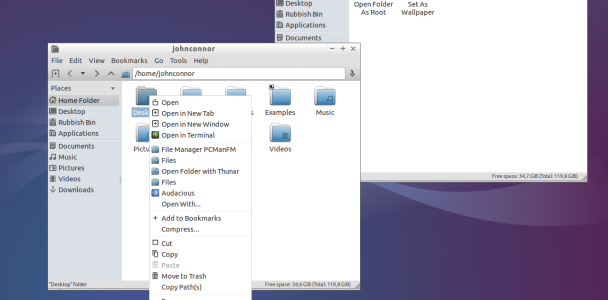 Desktop
Rubbish Bin
Applications
Documents
Open Folder
As Root
Set As
Wallpaper
Free space: 34,7 GiB (Total: 119,8 GiB)
Johnconnor
File Edit View Bookmarks Go Tools Help
/home/johnconnor
Places
Home Folder
Desktop
Rubbish Bin
Applications
Documents
Music
Pictures
Videos
Downloads
Examples
Music
Videos
Open
Open in New Tab
Open in New Window
Open in Terminal
File Manager PCManFM
Files
Open Folder with Thunar
Files
Audacious
Open With...
Add to Bookmarks
Compress...
Cut
Copy
Paste
Move to Trash
Copy Path(s)
"Desktop" folder
Free space: 34,6 GiB (Total: 119,8 GiB)